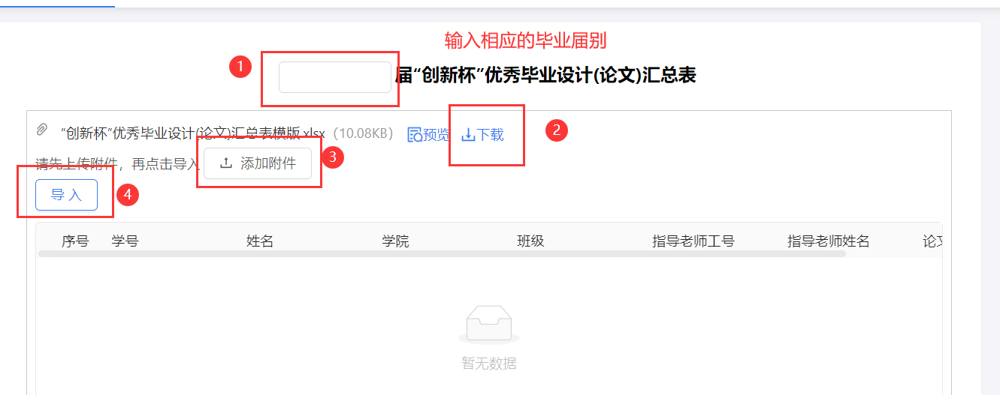 输入相应的毕业届别
1
届“创新杯”优秀毕业设计(论文)汇总表
“创新杯”优秀毕业设计(论文)汇总表模版.xlsx（10.08KB） 预览 下载 2
请先上传附件，再点击导入 添加附件 3
导入 4
序号 学号 姓名 学院 班级 指导老师工号 指导老师姓名 论文
暂无数据